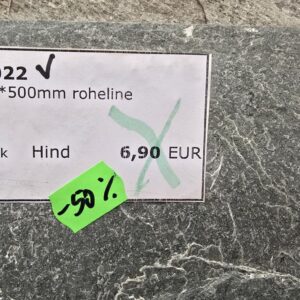 022 ✓
*500mm roheline
k Hind 6,90 EUR
-50%